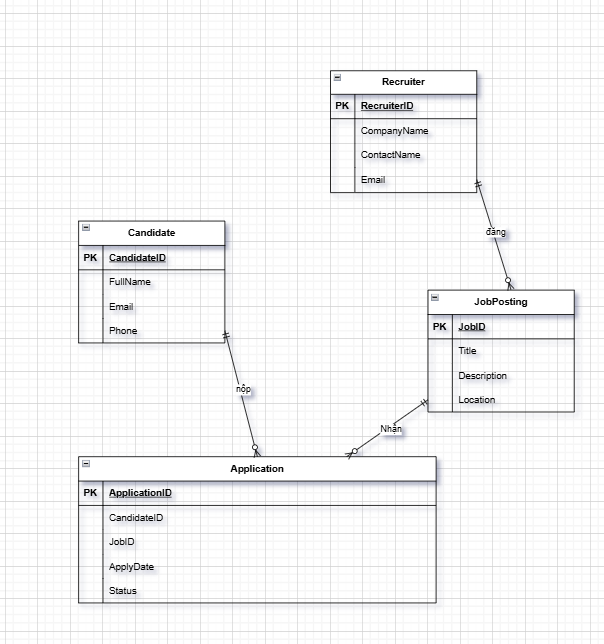 Recruiter
PK RecruiterID
CompanyName
ContactName
Email
đăng
Candidate
PK CandidateID
FullName
Email
Phone
nộp
JobPosting
PK JobID
Title
Description
Location
Nhận
Application
PK ApplicationID
CandidateID
JobID
ApplyDate
Status